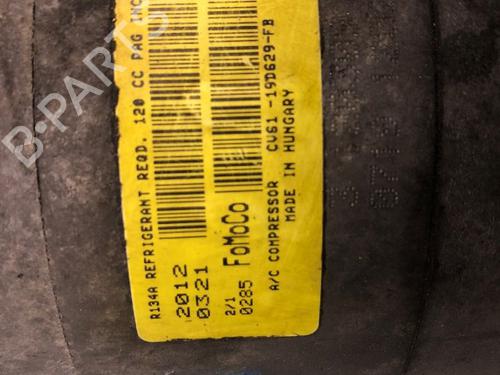 R134A REFRIGERANT REQD. 120 CC PAG INC
2012
0321
2/1
0285 FoMoCo
A/C COMPRESSOR CV61 -19D629-FB
MADE IN HUNGARY
B-PARTS